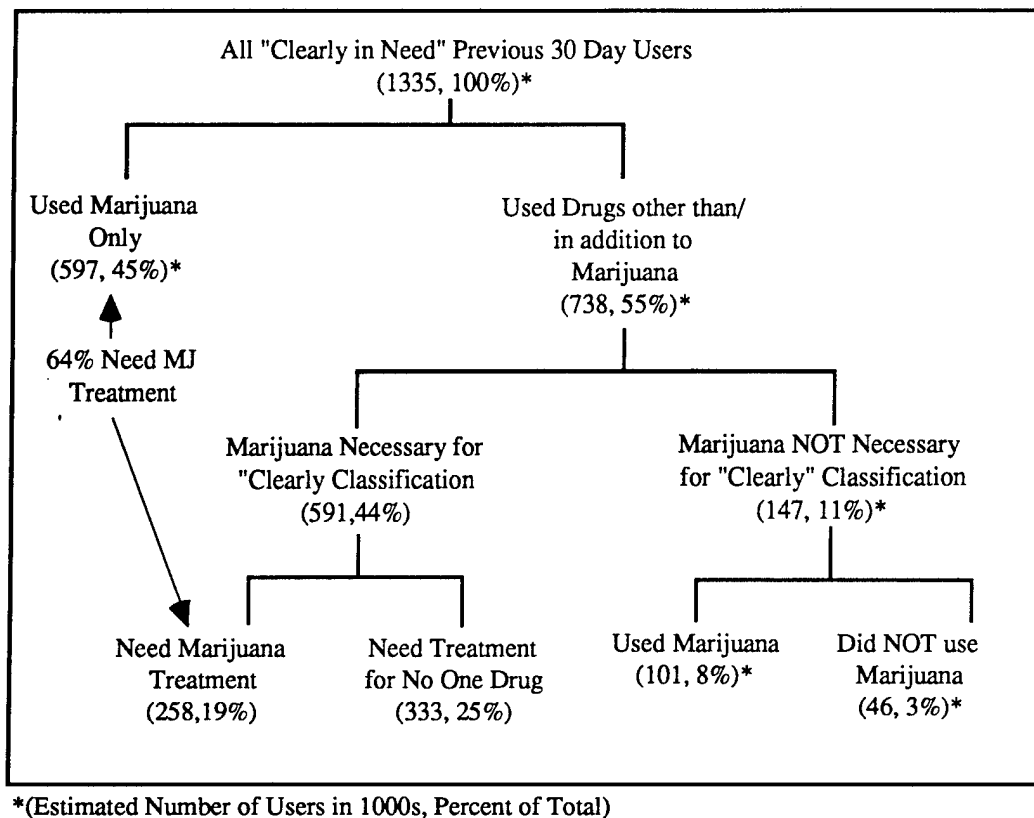 All "Clearly in Need" Previous 30 Day Users
(1335, 100%)*
Used Marijuana
Only
(597, 45%)*
Used Drugs other than/
in addition to
Marijuana
(738, 55%)*
64% Need MJ
Treatment
Marijuana Necessary for
"Clearly Classification
(591,44%)
Marijuana NOT Necessary
for "Clearly" Classification
(147, 11%)*
Need Marijuana
Treatment
(258,19%)
Need Treatment
for No One Drug
(333, 25%)
Used Marijuana
(101, 8%)*
Did NOT use
Marijuana
(46, 3%)*
*(Estimated Number of Users in 1000s, Percent of Total)